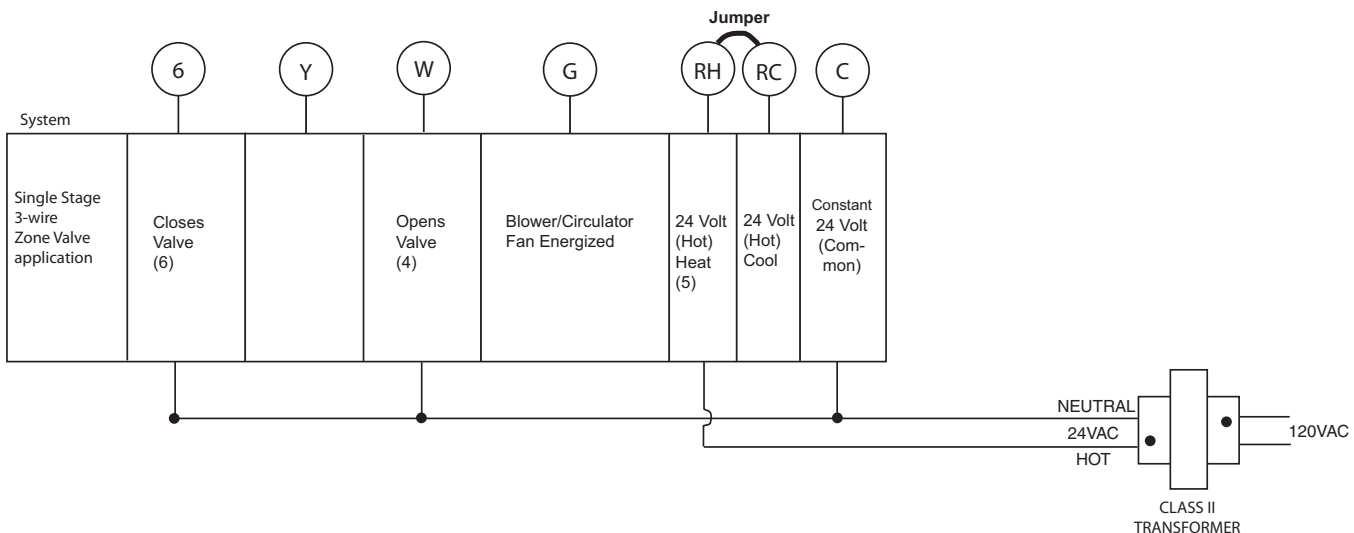 Jumper
6
Y
W
G
RH
RC
C
System
Single Stage
3-wire
Zone Valve
application
Closes
Valve
(6)
Opens
Valve
(4)
Blower/Circulator
Fan Energized
24 Volt
(Hot)
Heat
(5)
24 Volt
(Hot)
Cool
Constant
24 Volt
(Com-
mon)
NEUTRAL
24VAC
HOT
120VAC
CLASS II
TRANSFORMER